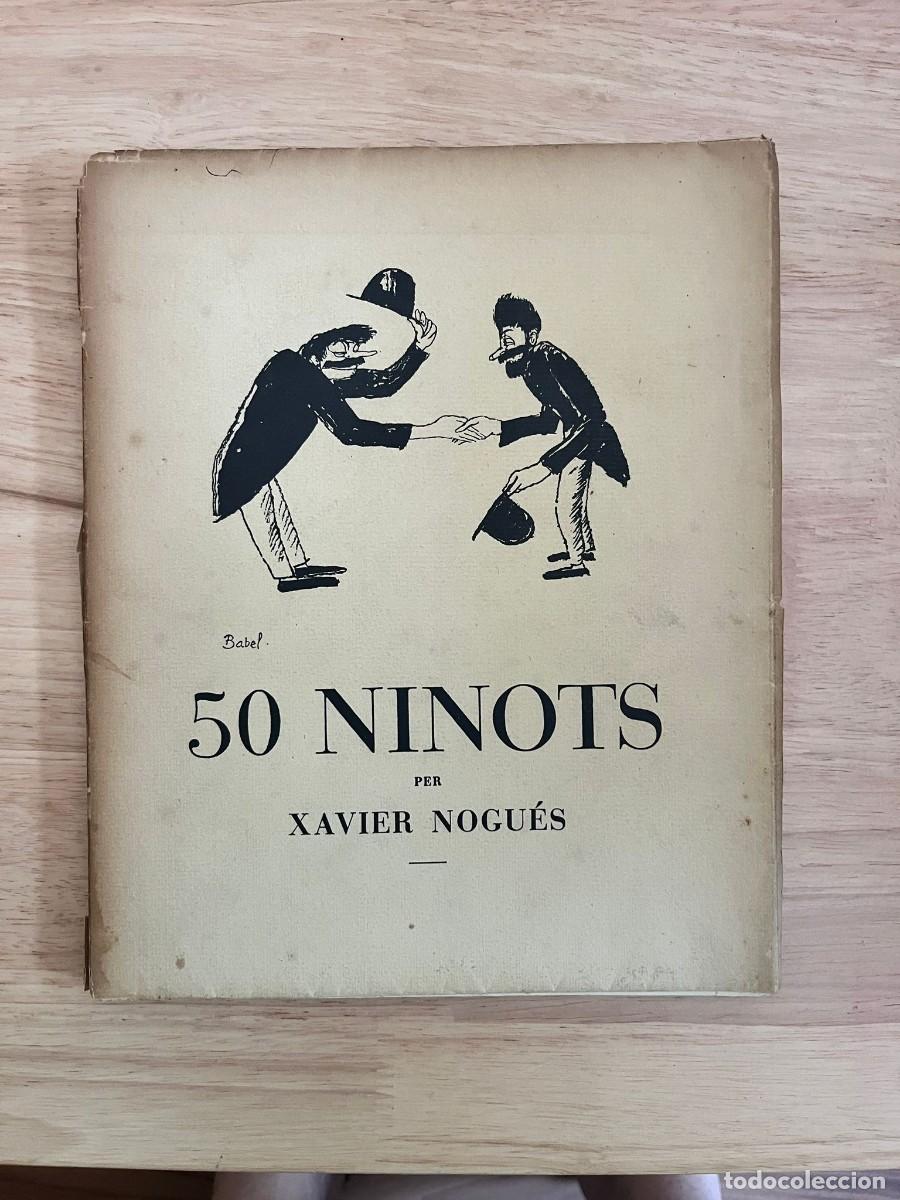 Babel.
50 NINOTS
PER
XAVIER NOGUÉS
todocoleccion